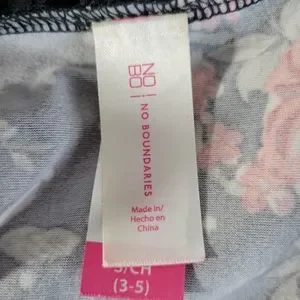 NO
BO
NO BOUNDARIES
Made in/
Hecho en
China
S/CH
(3-5)